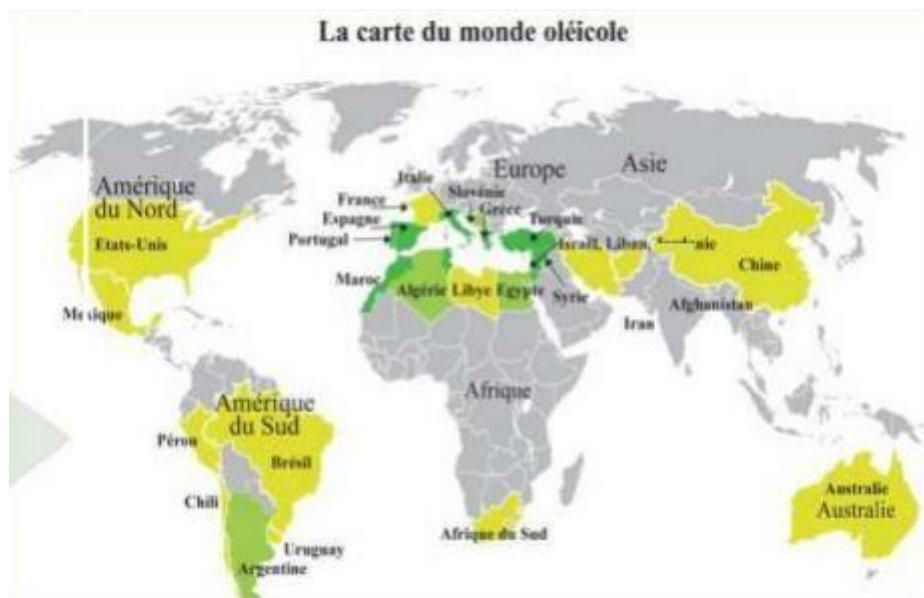 La carte du monde oléicole
Europe
Asie
Amérique
du Nord
Italie
Slovénie
France
Grèce
Espagne
Turquie
Portugal
Israël, Liban,
Etats-Unis
Chine
Maroc
Algérie
Libye
Egypte
Syrie
Mexique
Afghanistan
Iran
Afrique
Amérique
du Sud
Pérou
Brésil
Chili
Australie
Australie
Afrique du Sud
Uruguay
Argentine